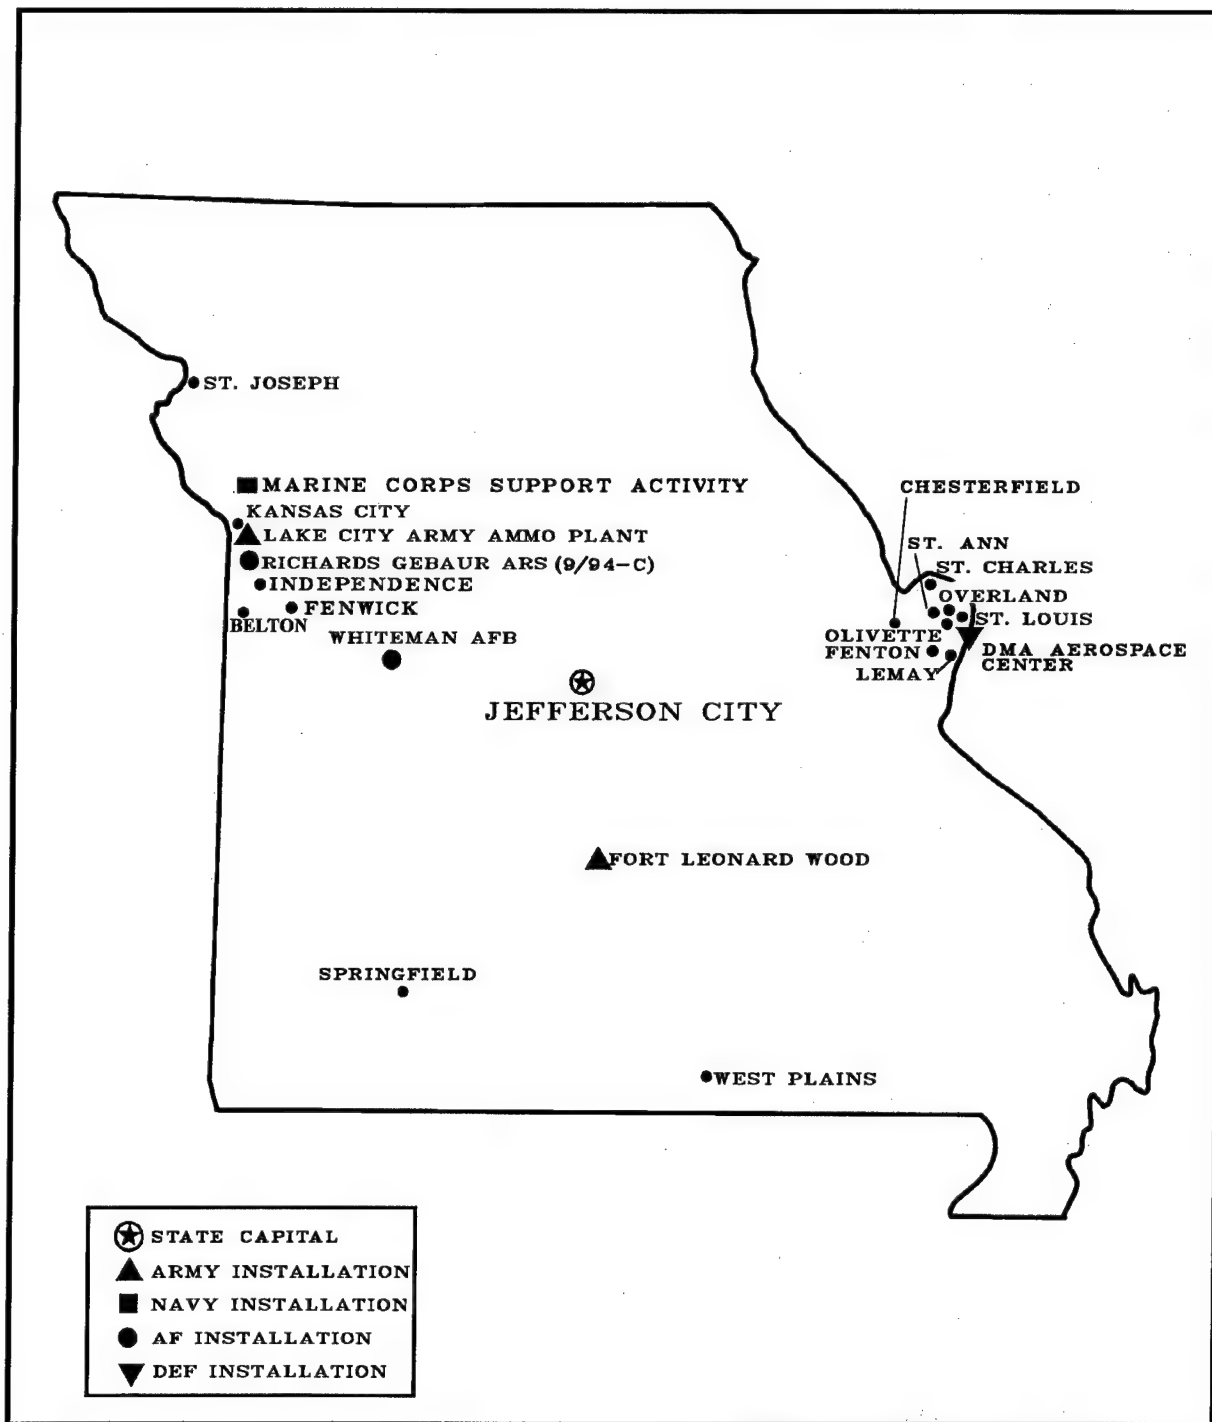 ST. JOSEPH
MARINE CORPS SUPPORT ACTIVITY
KANSAS CITY
LAKE CITY ARMY AMMO PLANT
RICHARDS GEBAUR ARS (9/94-C)
INDEPENDENCE
FENWICK
BELTON
WHITEMAN AFB
JEFFERSON CITY
CHESTERFIELD
ST. ANN
ST. CHARLES
OVERLAND
ST. LOUIS
OLIVETTE
FENTON
LEMAY
DMA AEROSPACE
CENTER
FORT LEONARD WOOD
SPRINGFIELD
WEST PLAINS
STATE CAPITAL
ARMY INSTALLATION
NAVY INSTALLATION
AF INSTALLATION
DEF INSTALLATION